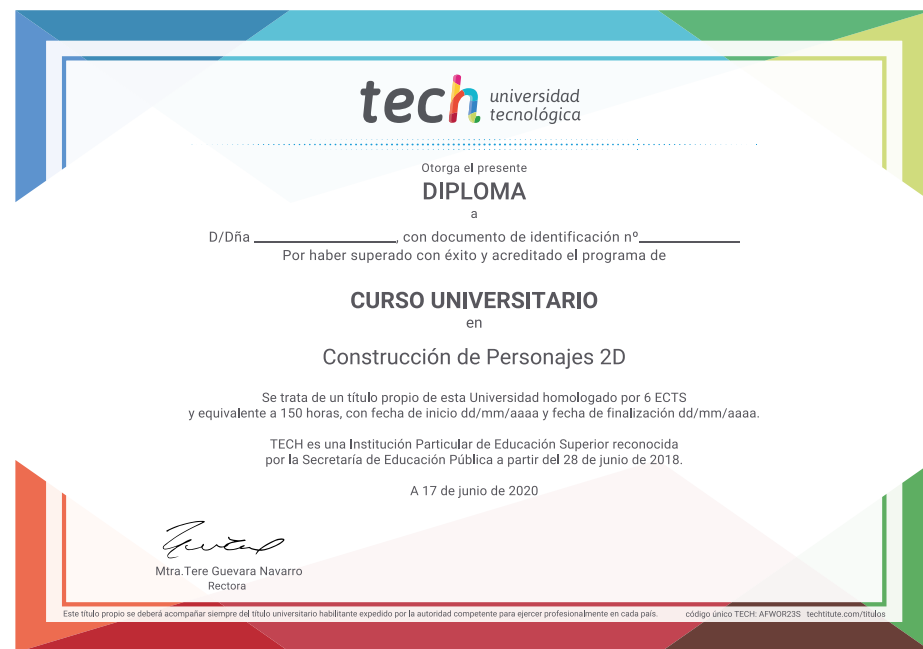 tech universidad
tecnológica
Otorga el presente
DIPLOMA
a
D/Dña ________________, con documento de identificación nº____________
Por haber superado con éxito y acreditado el programa de
CURSO UNIVERSITARIO
en
Construcción de Personajes 2D
Se trata de un título propio de esta Universidad homologado por 6 ECTS
y equivalente a 150 horas, con fecha de inicio dd/mm/aaaa y fecha de finalización dd/mm/aaaa.
TECH es una Institución Particular de Educación Superior reconocida
por la Secretaría de Educación Pública a partir del 28 de junio de 2018.
A 17 de junio de 2020
Mtra.Tere Guevara Navarro
Rectora
Este título propio se deberá acompañar siempre del título universitario habilitante expedido por la autoridad competente para ejercer profesionalmente en cada país. código único TECH: AFWOR23S techtitute.com/titulos